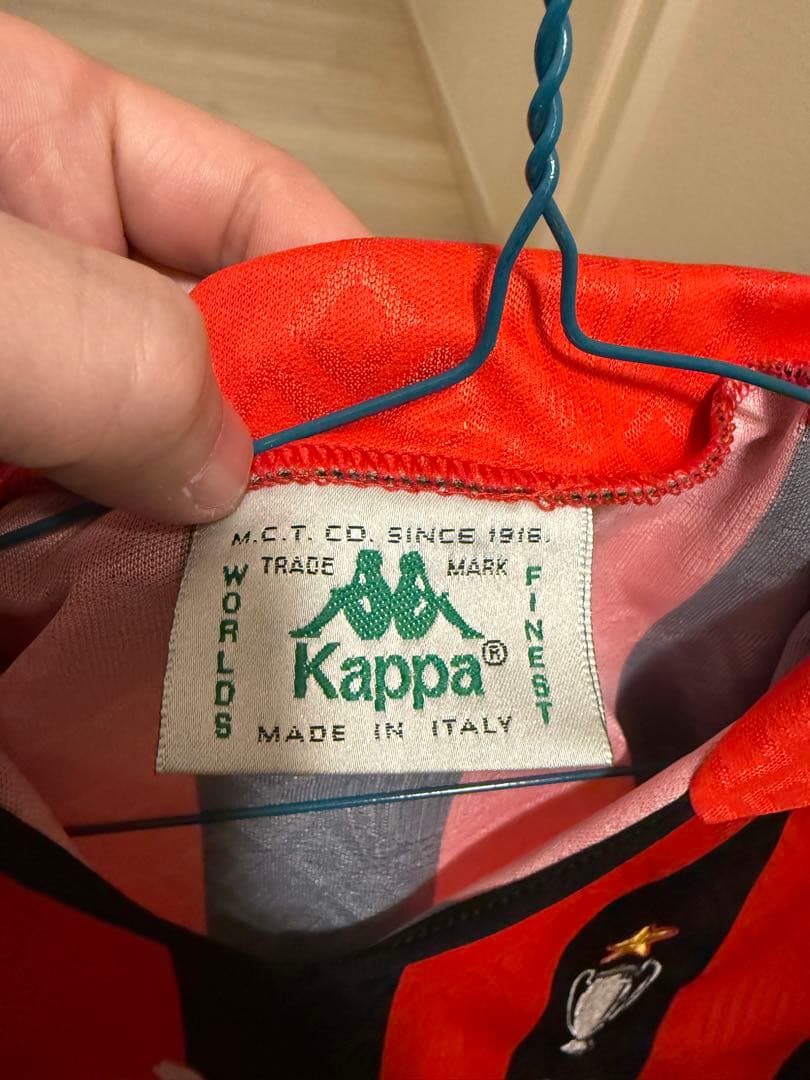 M.C.T. CO. SINCE 1916.
TRADE MARK
WORLDS
FINEST
Kappa®
MADE IN ITALY